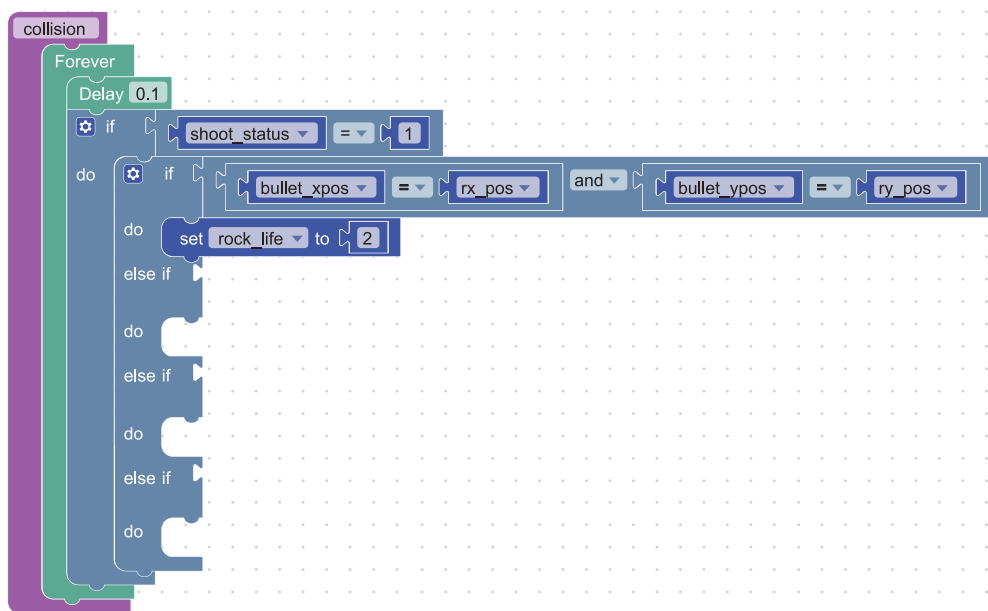 collision
Forever
Delay 0.1
if shoot_status = 1
do if bullet_xpos = rx_pos and bullet_ypos = ry_pos
do set rock_life to 2
else if
do
else if
do
else if
do